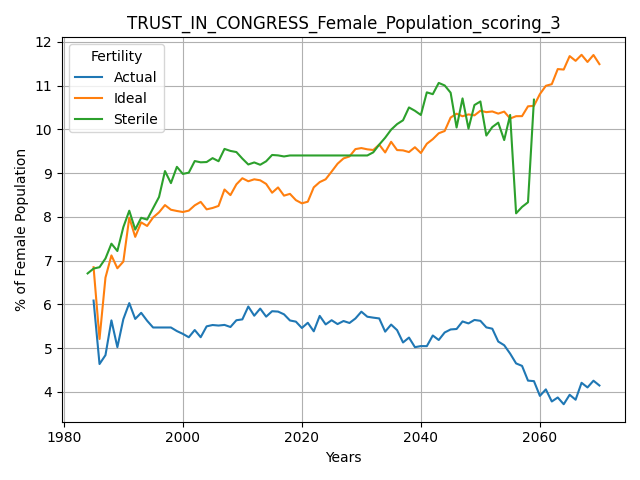 TRUST_IN_CONGRESS_Female_Population_scoring_3
Fertility
Actual
Ideal
Sterile
% of Female Population
12
11
10
9
8
7
6
5
4
1980
2000
2020
2040
2060
Years